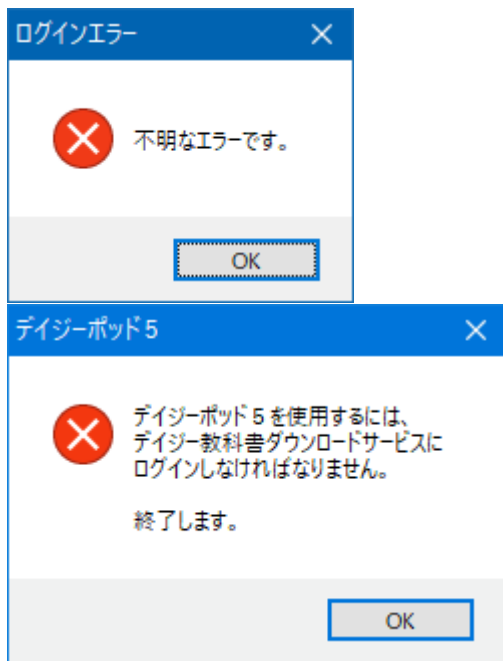 ログインエラー
不明なエラーです。
OK
デイジーポッド5
デイジーポッド5を使用するには、
デイジー教科書ダウンロードサービスに
ログインしなければなりません。
終了します。
OK